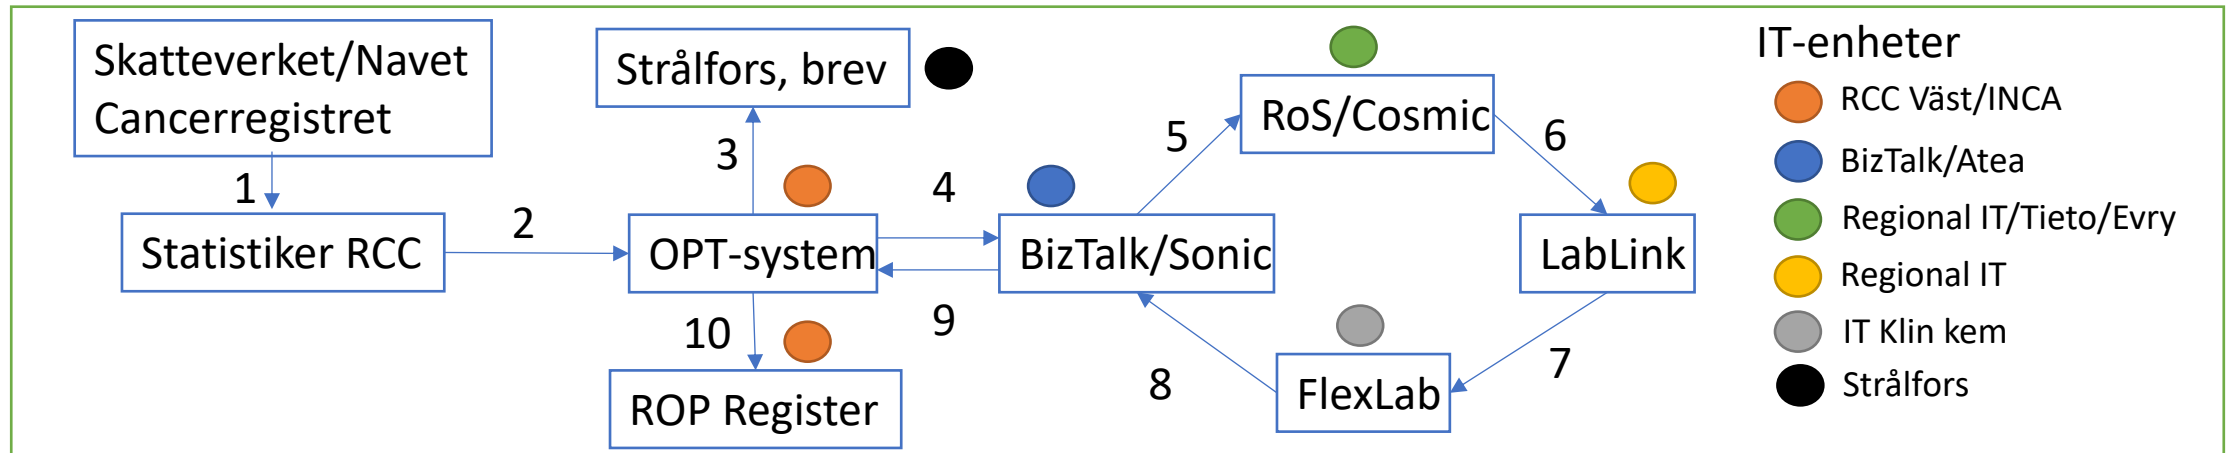 Skatteverket/Navet
Cancerregistret
1
Statistiker RCC
2
Strålfors, brev
3
OPT-system
4
9
10
ROP Register
BizTalk/Sonic
5
RoS/Cosmic
6
LabLink
7
FlexLab
8
IT-enheter
RCC Väst/INCA
BizTalk/Atea
Regional IT/Tieto/Evry
Regional IT
IT Klin kem
Strålfors